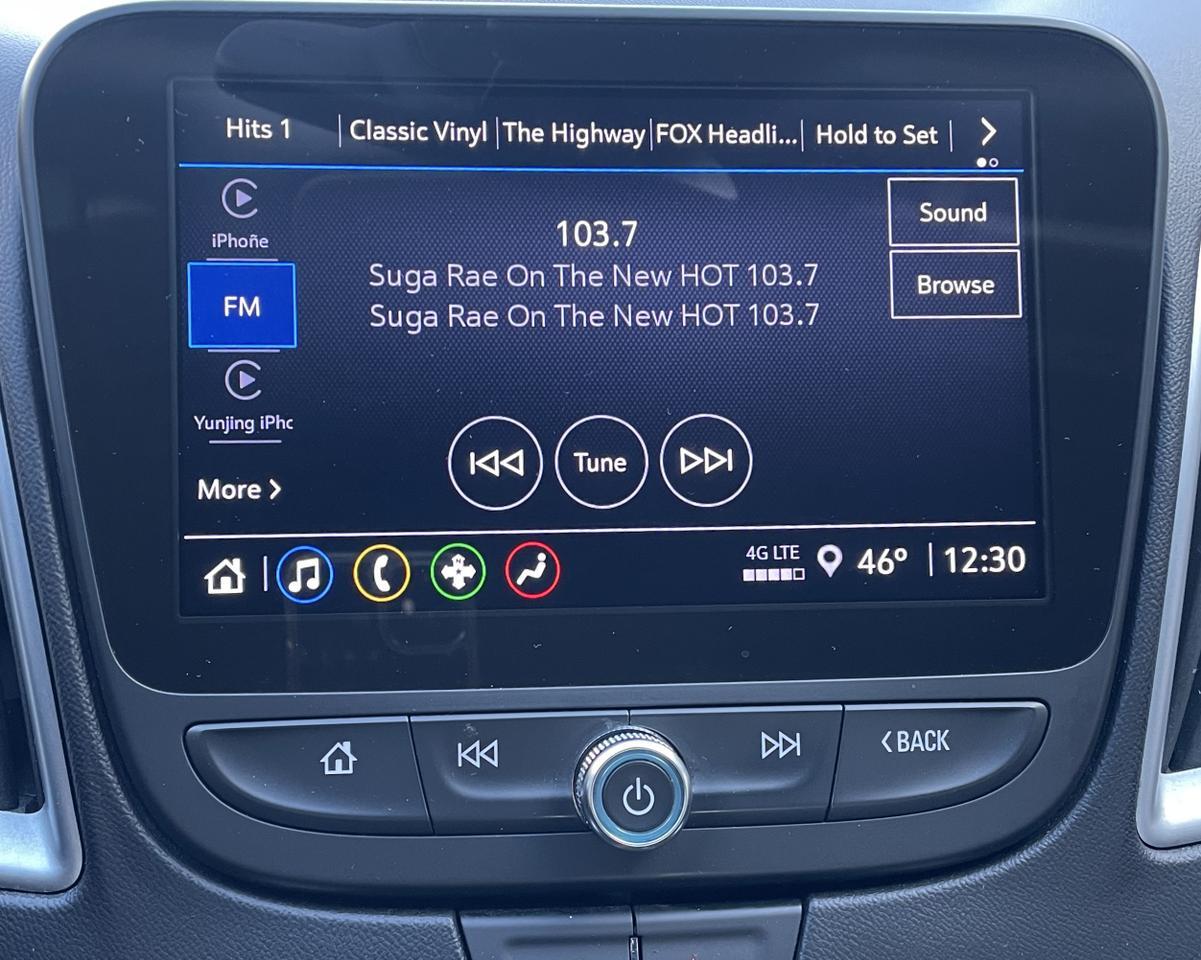 Hits 1 Classic Vinyl The Highway FOX Headli... Hold to Set
iPhoñe
FM
Yunjing iPhc
More
103.7
Suga Rae On The New HOT 103.7
Suga Rae On The New HOT 103.7
Sound
Browse
Tune
4G LTE
46° 12:30
BACK